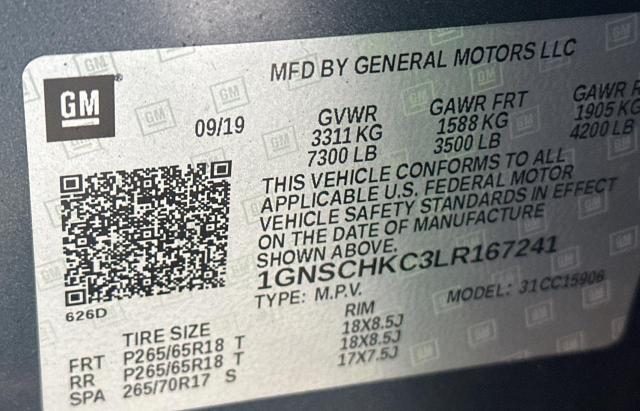 MFD BY GENERAL MOTORS LLC
GM
09/19
GVWR
3311 KG
7300 LB
GAWR FRT
1588 KG
3500 LB
GAWR R
1905 KG
4200 LB
THIS VEHICLE CONFORMS TO ALL
APPLICABLE U.S. FEDERAL MOTOR
VEHICLE SAFETY STANDARDS IN EFFECT
ON THE DATE OF MANUFACTURE
SHOWN ABOVE.
1GNSCHKC3LR167241
TYPE: M.P.V. MODEL: 31CC15906
626D
TIRE SIZE RIM
FRT P265/65R18 T 18X8.5J
RR P265/65R18 T 18X8.5J
SPA 265/70R17 S 17X7.5J